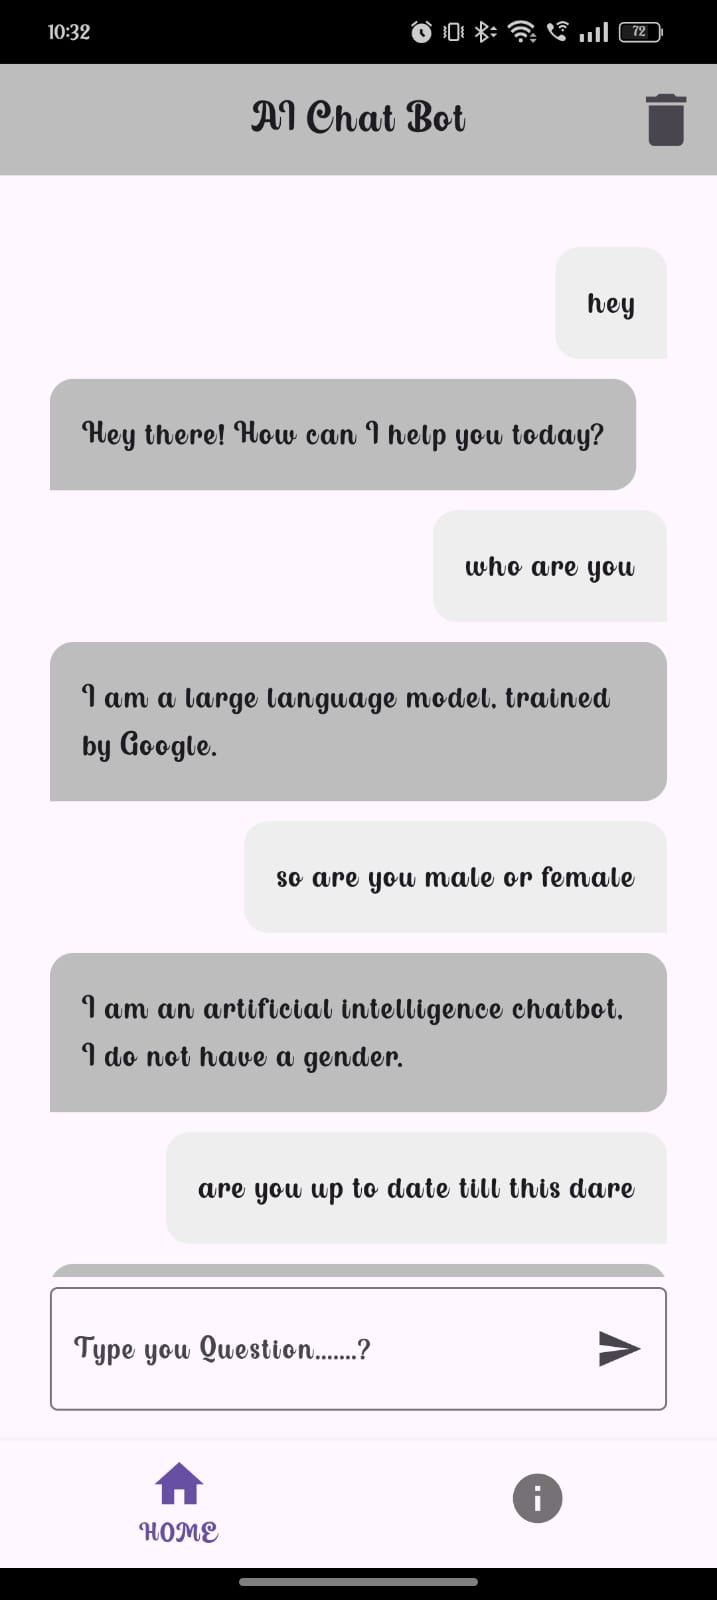 10:32
72
AI Chat Bot
hey
Hey there! How can I help you today?
who are you
I am a large language model, trained
by Google.
so are you male or female
I am an artificial intelligence chatbot.
I do not have a gender.
are you up to date till this dare
Type you Question.......?
HOME